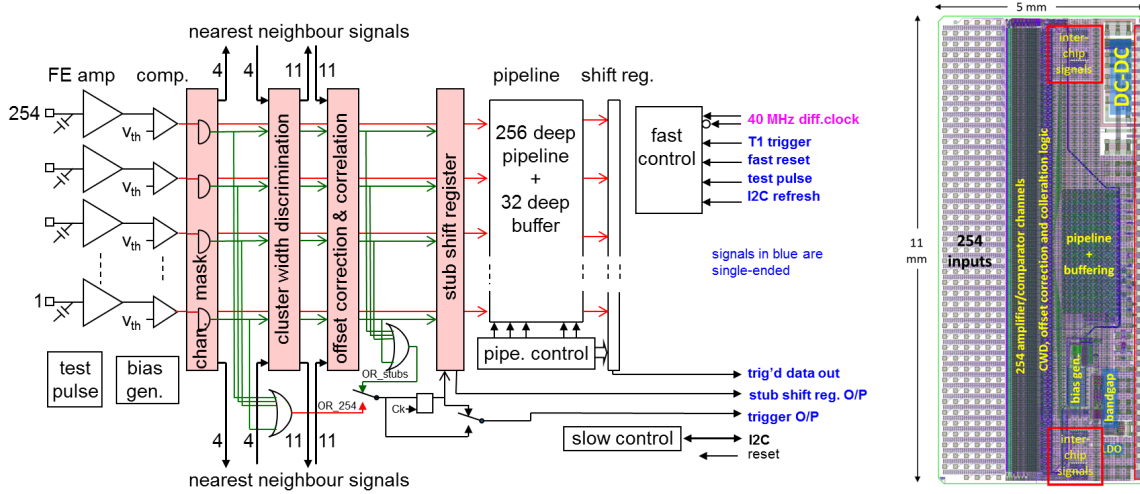 nearest neighbour signals
FE amp
comp.
4
4
11
11
pipeline
shift reg.
254
Vth
Vth
Vth
Vth
1
chan. mask
cluster width discrimination
offset correction & correlation
stub shift register
256 deep
pipeline
+
32 deep
buffer
fast
control
40 MHz diff.clock
T1 trigger
fast reset
test pulse
I2C refresh
signals in blue are
single-ended
pipe. control
test
pulse
bias
gen.
OR_stubs
OR_254
Ck
trig'd data out
stub shift reg. O/P
trigger O/P
slow control
I2C
reset
4
4
11
11
nearest neighbour signals
5 mm
11
mm
254
inputs
254 amplifier/comparator channels
CWD, offset correction and colleraltion logic
inter-
chip
signals
DC-DC
pipeline
+
buffering
bias gen.
bandgap
inter
chip
signals